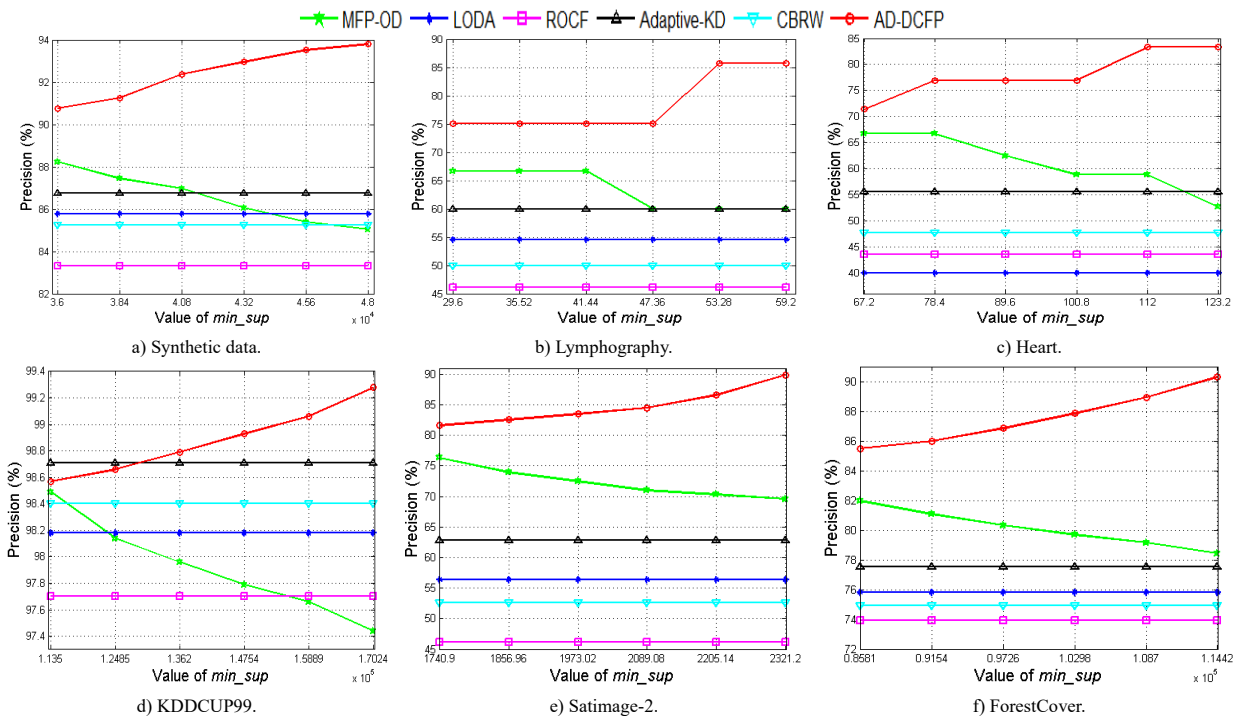 MFP-OD LODA ROCF Adaptive-KD CBRW AD-DCFP
94
92
90
88
86
84
82
Precision (%)
3.6 3.84 4.08 4.32 4.56 4.8
x 10⁴
Value of min_sup
a) Synthetic data.
90
85
80
75
70
65
60
55
50
45
Precision (%)
29.6 35.52 41.44 47.36 53.28 59.2
Value of min_sup
b) Lymphography.
85
80
75
70
65
60
55
50
45
40
Precision (%)
67.2 78.4 89.6 100.8 112 123.2
Value of min_sup
c) Heart.
99.4
99.2
99
98.8
98.6
98.4
98.2
98
97.8
97.6
97.4
Precision (%)
1.135 1.2485 1.362 1.4754 1.5889 1.7024
x 10⁵
Value of min_sup
d) KDDCUP99.
90
85
80
75
70
65
60
55
50
45
Precision (%)
1740.9 1856.96 1973.02 2089.08 2205.14 2321.2
Value of min_sup
e) Satimage-2.
90
88
86
84
82
80
78
76
74
72
Precision (%)
0.8581 0.9154 0.9726 1.0298 1.087 1.1442
x 10⁵
Value of min_sup
f) ForestCover.